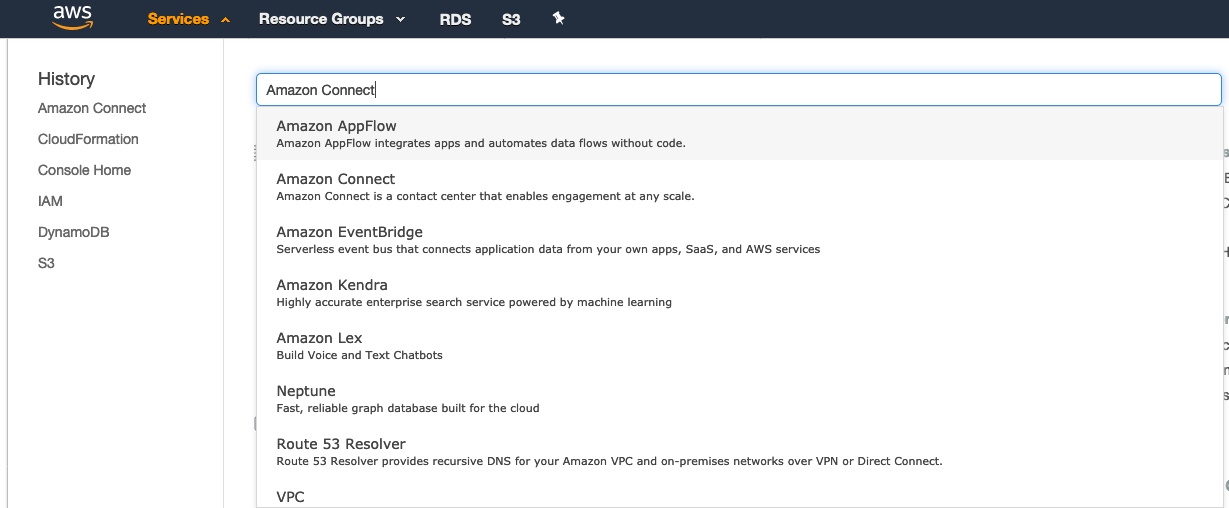 aws
Services
Resource Groups
RDS
S3
History
Amazon Connect
CloudFormation
Console Home
IAM
DynamoDB
S3
Amazon Connect
Amazon AppFlow
Amazon AppFlow integrates apps and automates data flows without code.
Amazon Connect
Amazon Connect is a contact center that enables engagement at any scale.
Amazon EventBridge
Serverless event bus that connects application data from your own apps, SaaS, and AWS services
Amazon Kendra
Highly accurate enterprise search service powered by machine learning
Amazon Lex
Build Voice and Text Chatbots
Neptune
Fast, reliable graph database built for the cloud
Route 53 Resolver
Route 53 Resolver provides recursive DNS for your Amazon VPC and on-premises networks over VPN or Direct Connect.
VPC